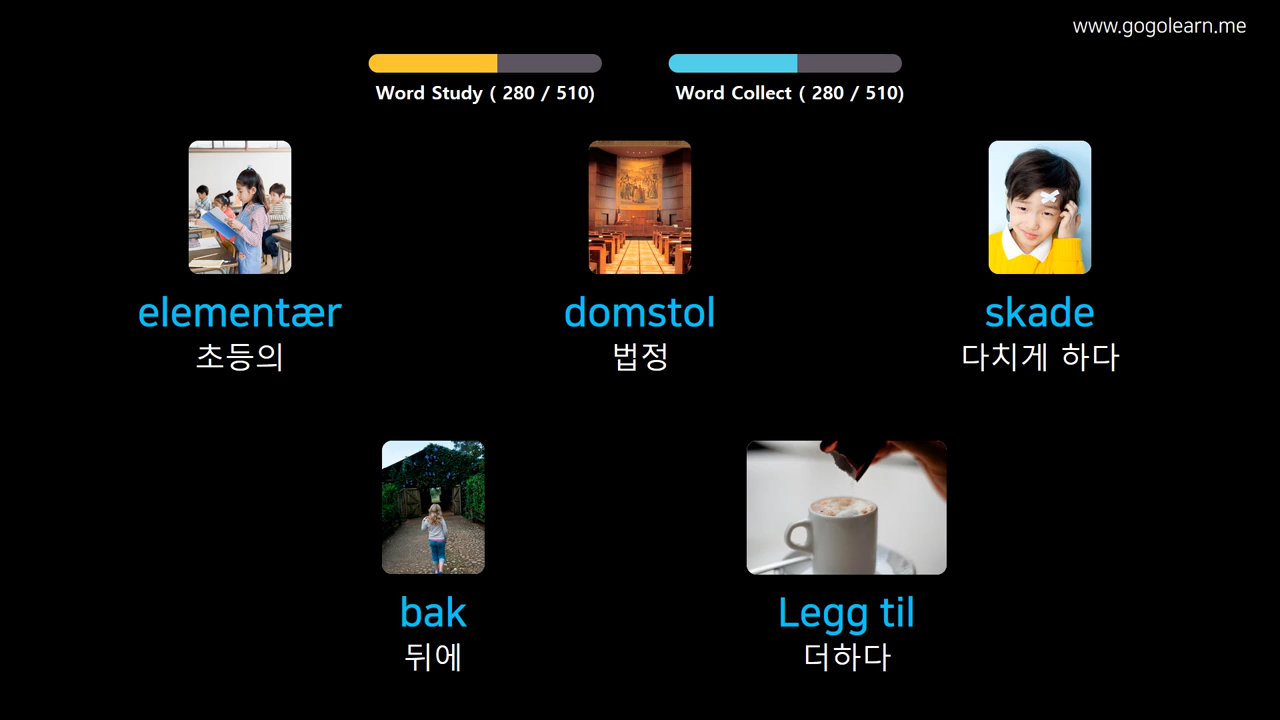 www.gogolearn.me
Word Study ( 280 / 510)
Word Collect ( 280 / 510)
elementær
초등의
domstol
법정
skade
다치게 하다
bak
뒤에
Legg til
더하다